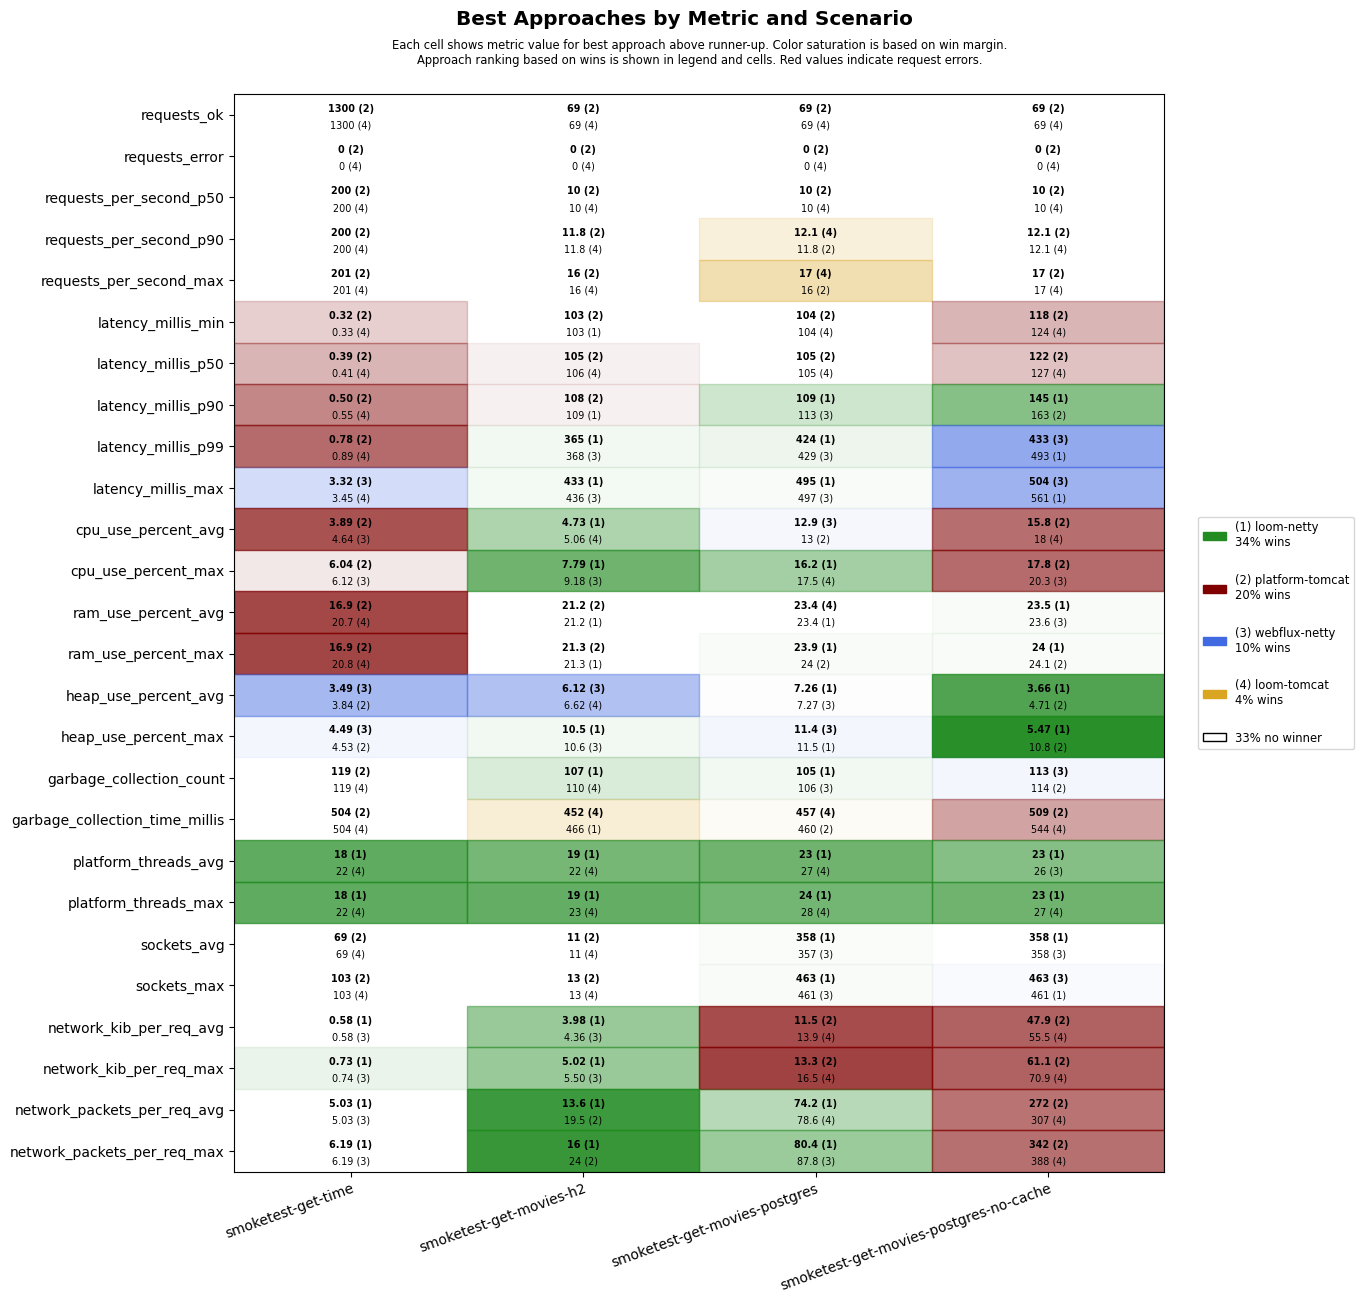 Best Approaches by Metric and Scenario
Each cell shows metric value for best approach above runner-up. Color saturation is based on win margin.
Approach ranking based on wins is shown in legend and cells. Red values indicate request errors.
requests_ok
1300 (2) 69 (2) 69 (2) 69 (2)
1300 (4) 69 (4) 69 (4) 69 (4)
requests_error
0 (2) 0 (2) 0 (2) 0 (2)
0 (4) 0 (4) 0 (4) 0 (4)
requests_per_second_p50
200 (2) 10 (2) 10 (2) 10 (2)
200 (4) 10 (4) 10 (4) 10 (4)
requests_per_second_p90
200 (2) 11.8 (2) 12.1 (4) 12.1 (2)
200 (4) 11.8 (4) 11.8 (2) 12.1 (4)
requests_per_second_max
201 (2) 16 (2) 17 (4) 17 (2)
201 (4) 16 (4) 16 (2) 17 (4)
latency_millis_min
0.32 (2) 103 (2) 104 (2) 118 (2)
0.33 (4) 103 (1) 104 (4) 124 (4)
latency_millis_p50
0.39 (2) 105 (2) 105 (2) 122 (2)
0.41 (4) 106 (4) 105 (4) 127 (4)
latency_millis_p90
0.50 (2) 108 (2) 109 (1) 145 (1)
0.55 (4) 109 (1) 113 (3) 163 (2)
latency_millis_p99
0.78 (2) 365 (1) 424 (1) 433 (3)
0.89 (4) 368 (3) 429 (3) 493 (1)
latency_millis_max
3.32 (3) 433 (1) 495 (1) 504 (3)
3.45 (4) 436 (3) 497 (3) 561 (1)
cpu_use_percent_avg
3.89 (2) 4.73 (1) 12.9 (3) 15.8 (2)
4.64 (3) 5.06 (4) 13 (2) 18 (4)
cpu_use_percent_max
6.04 (2) 7.79 (1) 16.2 (1) 17.8 (2)
6.12 (3) 9.18 (3) 17.5 (4) 20.3 (3)
ram_use_percent_avg
16.9 (2) 21.2 (2) 23.4 (4) 23.5 (1)
20.7 (4) 21.2 (1) 23.4 (1) 23.6 (3)
ram_use_percent_max
16.9 (2) 21.3 (2) 23.9 (1) 24 (1)
20.8 (4) 21.3 (1) 24 (2) 24.1 (2)
heap_use_percent_avg
3.49 (3) 6.12 (3) 7.26 (1) 3.66 (1)
3.84 (2) 6.62 (4) 7.27 (3) 4.71 (2)
heap_use_percent_max
4.49 (3) 10.5 (1) 11.4 (3) 5.47 (1)
4.53 (2) 10.6 (3) 11.5 (1) 10.8 (2)
garbage_collection_count
119 (2) 107 (1) 105 (1) 113 (3)
119 (4) 110 (4) 106 (3) 114 (2)
garbage_collection_time_millis
504 (2) 452 (4) 457 (4) 509 (2)
504 (4) 466 (1) 460 (2) 544 (4)
platform_threads_avg
18 (1) 19 (1) 23 (1) 23 (1)
22 (4) 22 (4) 27 (4) 26 (3)
platform_threads_max
18 (1) 19 (1) 24 (1) 23 (1)
22 (4) 23 (4) 28 (4) 27 (4)
sockets_avg
69 (2) 11 (2) 358 (1) 358 (1)
69 (4) 11 (4) 357 (3) 358 (3)
sockets_max
103 (2) 13 (2) 463 (1) 463 (3)
103 (4) 13 (4) 461 (3) 461 (1)
network_kib_per_req_avg
0.58 (1) 3.98 (1) 11.5 (2) 47.9 (2)
0.58 (3) 4.36 (3) 13.9 (4) 55.5 (4)
network_kib_per_req_max
0.73 (1) 5.02 (1) 13.3 (2) 61.1 (2)
0.74 (3) 5.50 (3) 16.5 (4) 70.9 (4)
network_packets_per_req_avg
5.03 (1) 13.6 (1) 74.2 (1) 272 (2)
5.03 (3) 19.5 (2) 78.6 (4) 307 (4)
network_packets_per_req_max
6.19 (1) 16 (1) 80.4 (1) 342 (2)
6.19 (3) 24 (2) 87.8 (3) 388 (4)
smoketest-get-time
smoketest-get-movies-h2
smoketest-get-movies-postgres
smoketest-get-movies-postgres-no-cache
(1) loom-netty
34% wins
(2) platform-tomcat
20% wins
(3) webflux-netty
10% wins
(4) loom-tomcat
4% wins
33% no winner